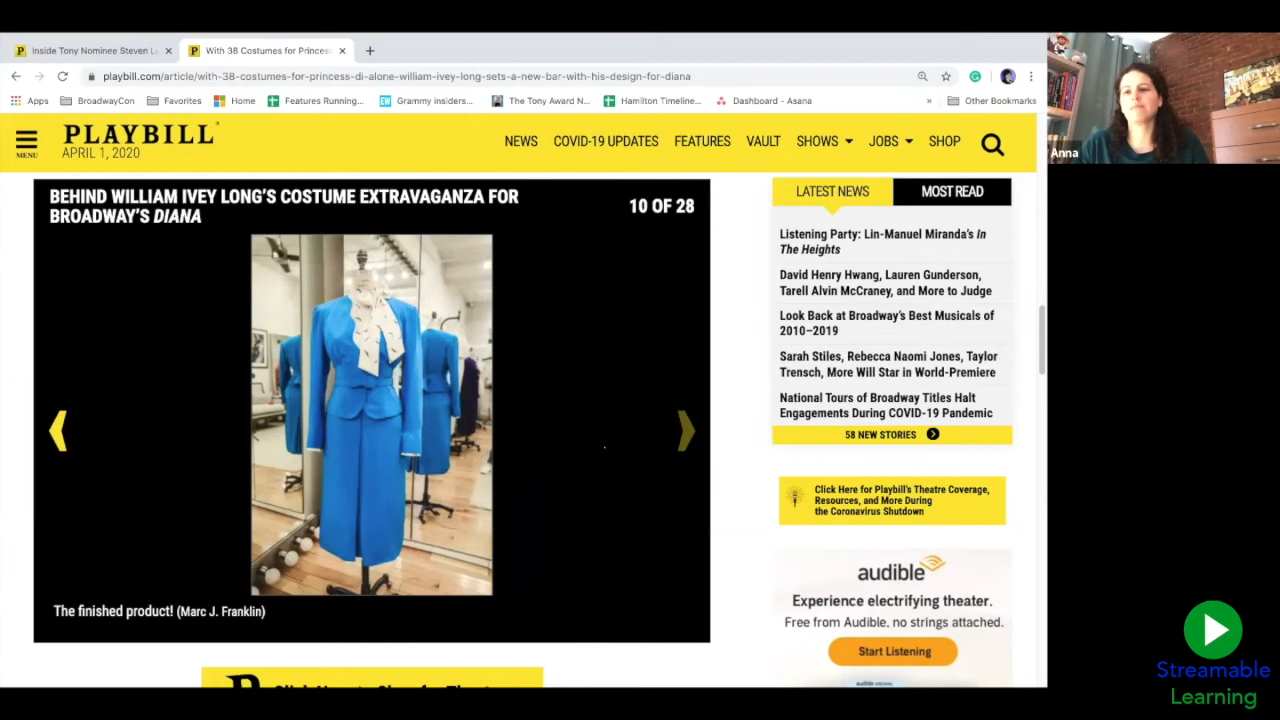 Inside Tony Nominee Steven Le
With 38 Costumes for Princess
playbill.com/article/with-38-costumes-for-princess-di-alone-william-ivey-long-sets-a-new-bar-with-his-design-for-diana
Apps
BroadwayCon
Favorites
Home
Features Running...
Grammy insiders...
The Tony Award N...
Hamilton Timeline...
Dashboard - Asana
»
Other Bookmarks
MENU
PLAYBILL
APRIL 1, 2020
NEWS
COVID-19 UPDATES
FEATURES
VAULT
SHOWS
JOBS
SHOP
Anna
BEHIND WILLIAM IVEY LONG'S COSTUME EXTRAVAGANZA FOR
BROADWAY'S DIANA
10 OF 28
The finished product! (Marc J. Franklin)
LATEST NEWS
MOST READ
Listening Party: Lin-Manuel Miranda's In
The Heights
David Henry Hwang, Lauren Gunderson,
Tarell Alvin McCraney, and More to Judge
Look Back at Broadway's Best Musicals of
2010–2019
Sarah Stiles, Rebecca Naomi Jones, Taylor
Trensch, More Will Star in World-Premiere
National Tours of Broadway Titles Halt
Engagements During COVID-19 Pandemic
58 NEW STORIES
Click Here for Playbill's Theatre Coverage,
Resources, and More During
the Coronavirus Shutdown
audible
Experience electrifying theater.
Free from Audible, no strings attached.
Start Listening
Streamable
Learning